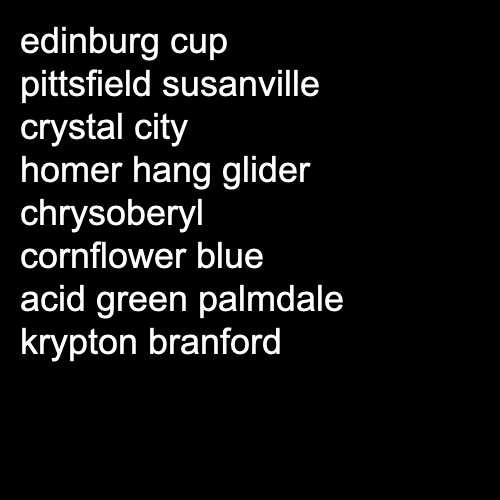 edinburg cup
pittsfield susanville
crystal city
homer hang glider
chrysoberyl
cornflower blue
acid green palmdale
krypton branford